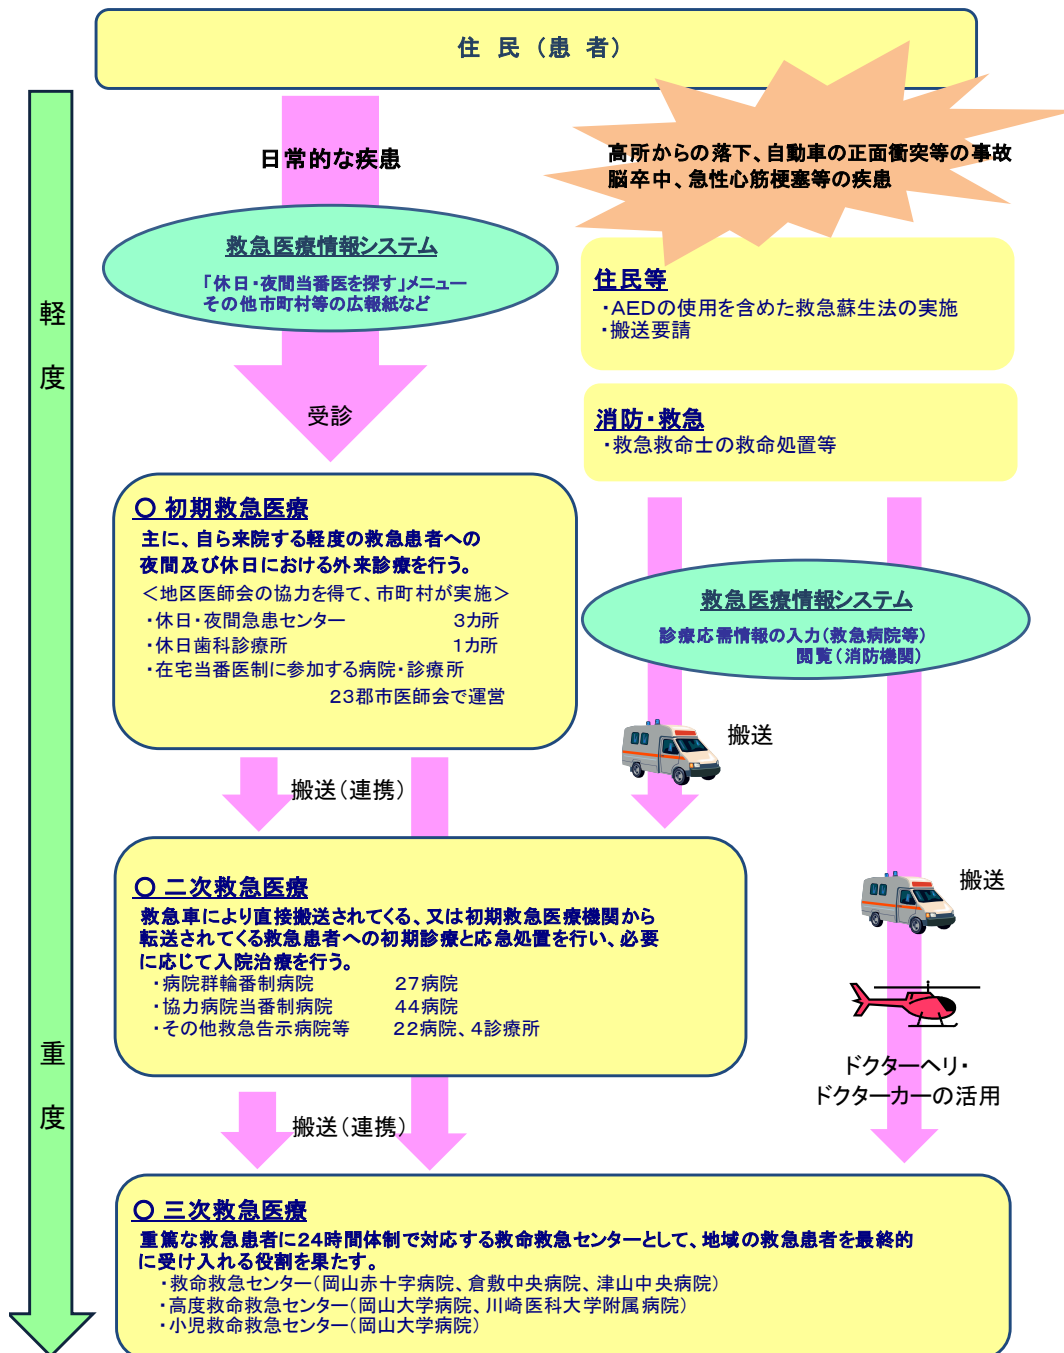 住 民 （患 者）
日常的な疾患
高所からの落下、自動車の正面衝突等の事故
脳卒中、急性心筋梗塞等の疾患
救急医療情報システム
「休日・夜間当番医を探す」メニュー
その他市町村等の広報紙など
住民等
・AEDの使用を含めた救急蘇生法の実施
・搬送要請
軽度
受診
消防・救急
・救急救命士の救命処置等
○ 初期救急医療
主に、自ら来院する軽度の救急患者への
夜間及び休日における外来診療を行う。
＜地区医師会の協力を得て、市町村が実施＞
・休日・夜間急患センター 3カ所
・休日歯科診療所 1カ所
・在宅当番医制に参加する病院・診療所
23郡市医師会で運営
救急医療情報システム
診療応需情報の入力（救急病院等）
閲覧（消防機関）
搬送
搬送（連携）
○ 二次救急医療
救急車により直接搬送されてくる、又は初期救急医療機関から
転送されてくる救急患者への初期診療と応急処置を行い、必要
に応じて入院治療を行う。
・病院群輪番制病院 27病院
・協力病院当番制病院 44病院
・その他救急告示病院等 22病院、4診療所
搬送
ドクターヘリ・
ドクターカーの活用
重度
搬送（連携）
○ 三次救急医療
重篤な救急患者に24時間体制で対応する救命救急センターとして、地域の救急患者を最終的
に受け入れる役割を果たす。
・救命救急センター（岡山赤十字病院、倉敷中央病院、津山中央病院）
・高度救命救急センター（岡山大学病院、川崎医科大学附属病院）
・小児救命救急センター（岡山大学病院）